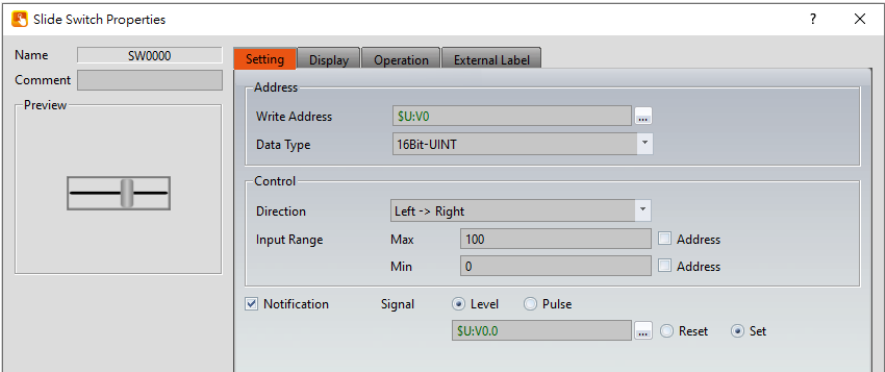 Slide Switch Properties ? ×
Name SW0000
Comment
Preview
Setting Display Operation External Label
Address
Write Address $U:V0 ...
Data Type 16Bit-UINT
Control
Direction Left -> Right
Input Range Max 100 Address
Min 0 Address
Notification Signal Level Pulse
$U:V0.0 ... Reset Set